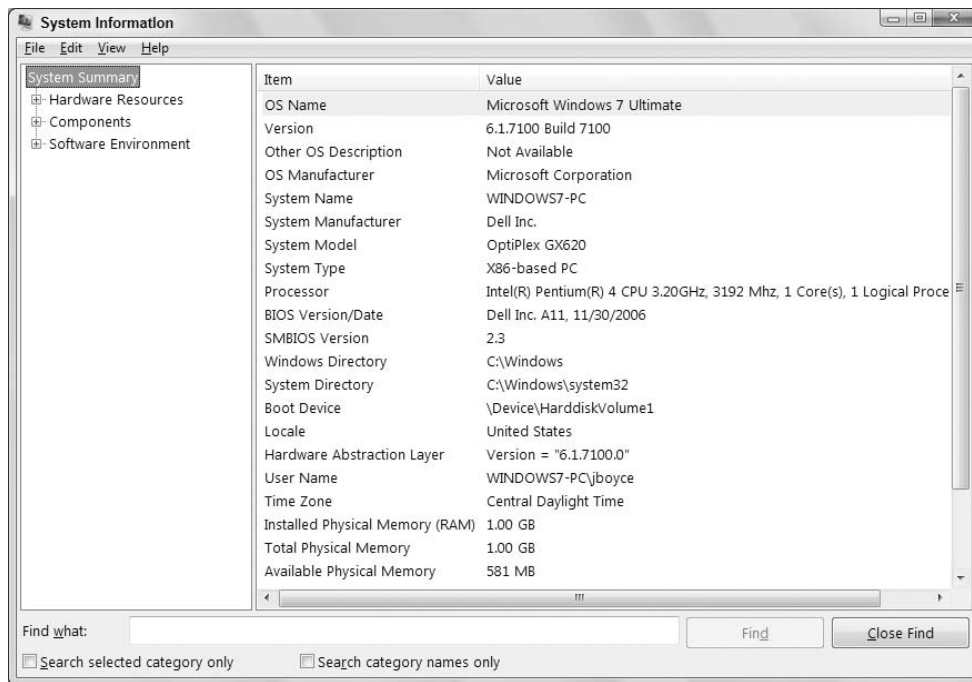 System Information
File Edit View Help
System Summary
Hardware Resources
Components
Software Environment
Item Value
OS Name Microsoft Windows 7 Ultimate
Version 6.1.7100 Build 7100
Other OS Description Not Available
OS Manufacturer Microsoft Corporation
System Name WINDOWS7-PC
System Manufacturer Dell Inc.
System Model OptiPlex GX620
System Type X86-based PC
Processor Intel(R) Pentium(R) 4 CPU 3.20GHz, 3192 Mhz, 1 Core(s), 1 Logical Proce
BIOS Version/Date Dell Inc. A11, 11/30/2006
SMBIOS Version 2.3
Windows Directory C:\Windows
System Directory C:\Windows\system32
Boot Device \Device\HarddiskVolume1
Locale United States
Hardware Abstraction Layer Version = "6.1.7100.0"
User Name WINDOWS7-PC\jboyce
Time Zone Central Daylight Time
Installed Physical Memory (RAM) 1.00 GB
Total Physical Memory 1.00 GB
Available Physical Memory 581 MB
Find what: Find Close Find
Search selected category only Search category names only